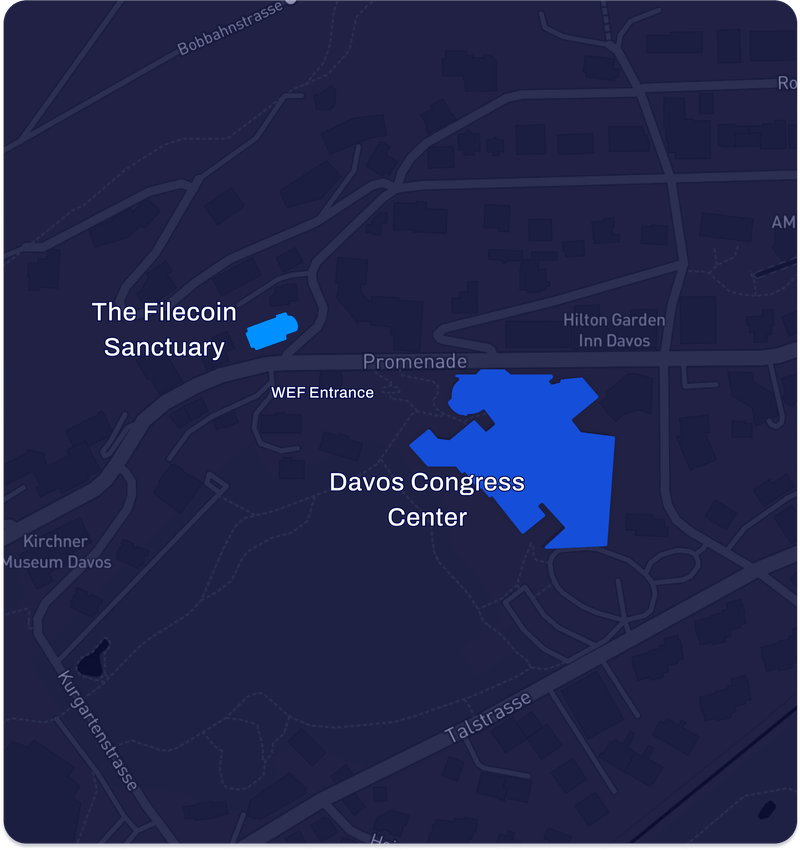 Bobbahnstrasse
Ro
AM
The Filecoin
Sanctuary
Hilton Garden
Inn Davos
Promenade
WEF Entrance
Davos Congress
Center
Kirchner
Museum Davos
Kurgartenstrasse
Talstrasse